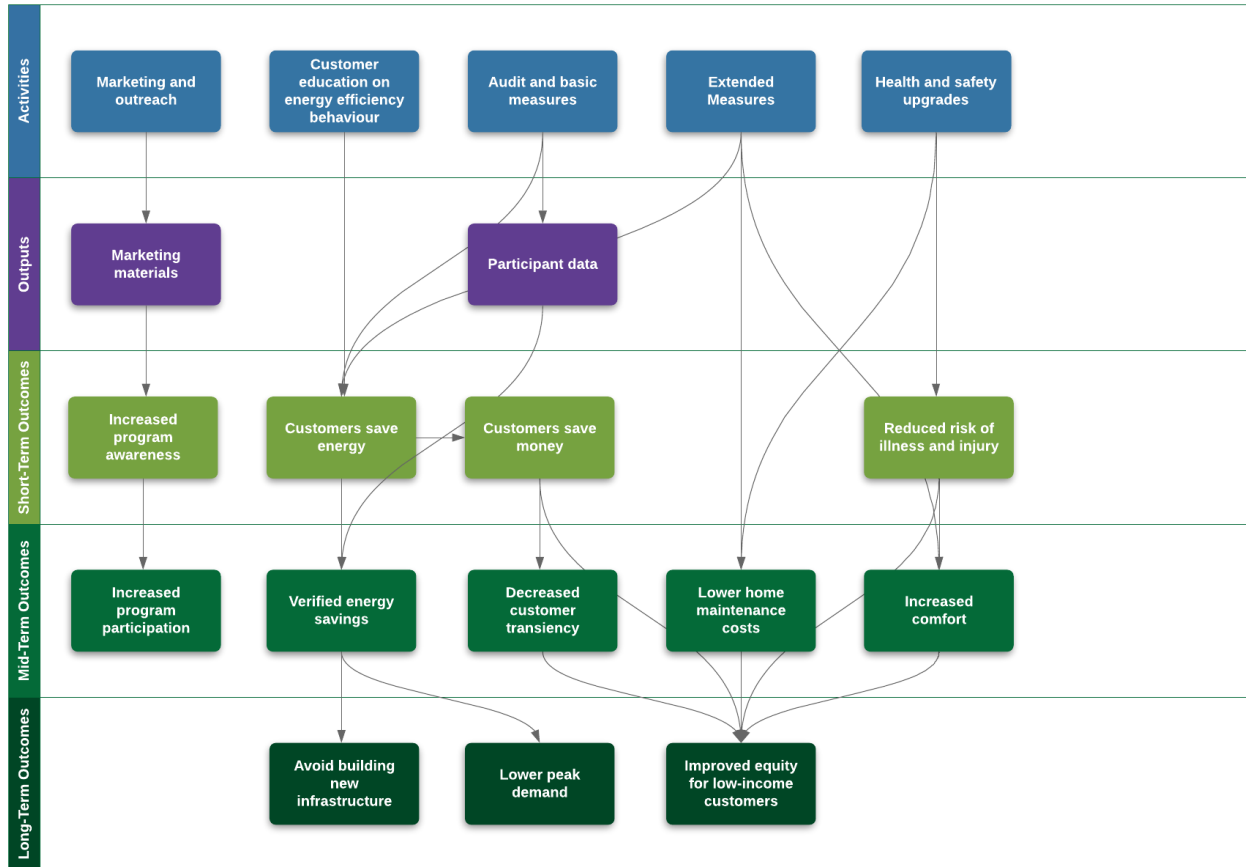 Activities
Marketing and
outreach
Customer
education on
energy efficiency
behaviour
Audit and basic
measures
Extended
Measures
Health and safety
upgrades
Outputs
Marketing
materials
Participant data
Short-Term Outcomes
Increased
program
awareness
Customers save
energy
Customers save
money
Reduced risk of
illness and injury
Mid-Term Outcomes
Increased
program
participation
Verified energy
savings
Decreased
customer
transiency
Lower home
maintenance
costs
Increased
comfort
Long-Term Outcomes
Avoid building
new
infrastructure
Lower peak
demand
Improved equity
for low-income
customers